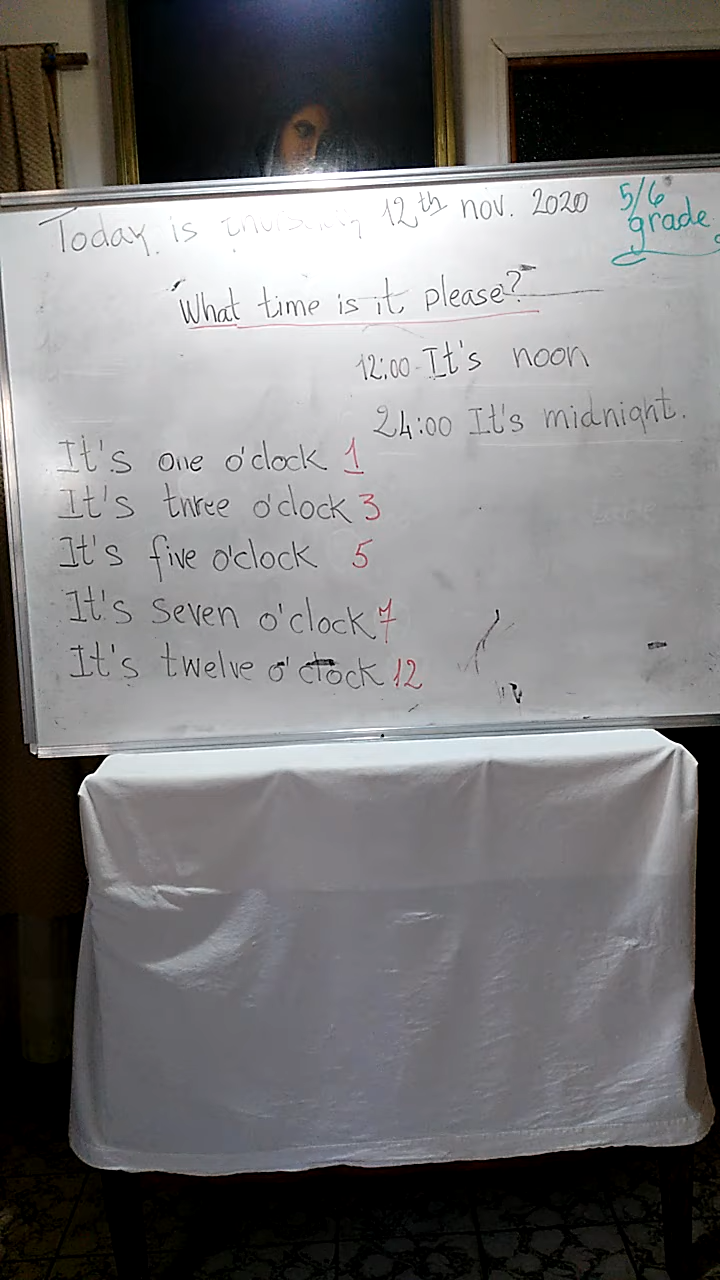 Today is Thursday 12th nov. 2020
5/6 grade
What time is it, please?
12:00 It's noon
24:00 It's midnight.
It's one o'clock 1
It's three o'clock 3
It's five o'clock 5
It's seven o'clock 7
It's twelve o'clock 12